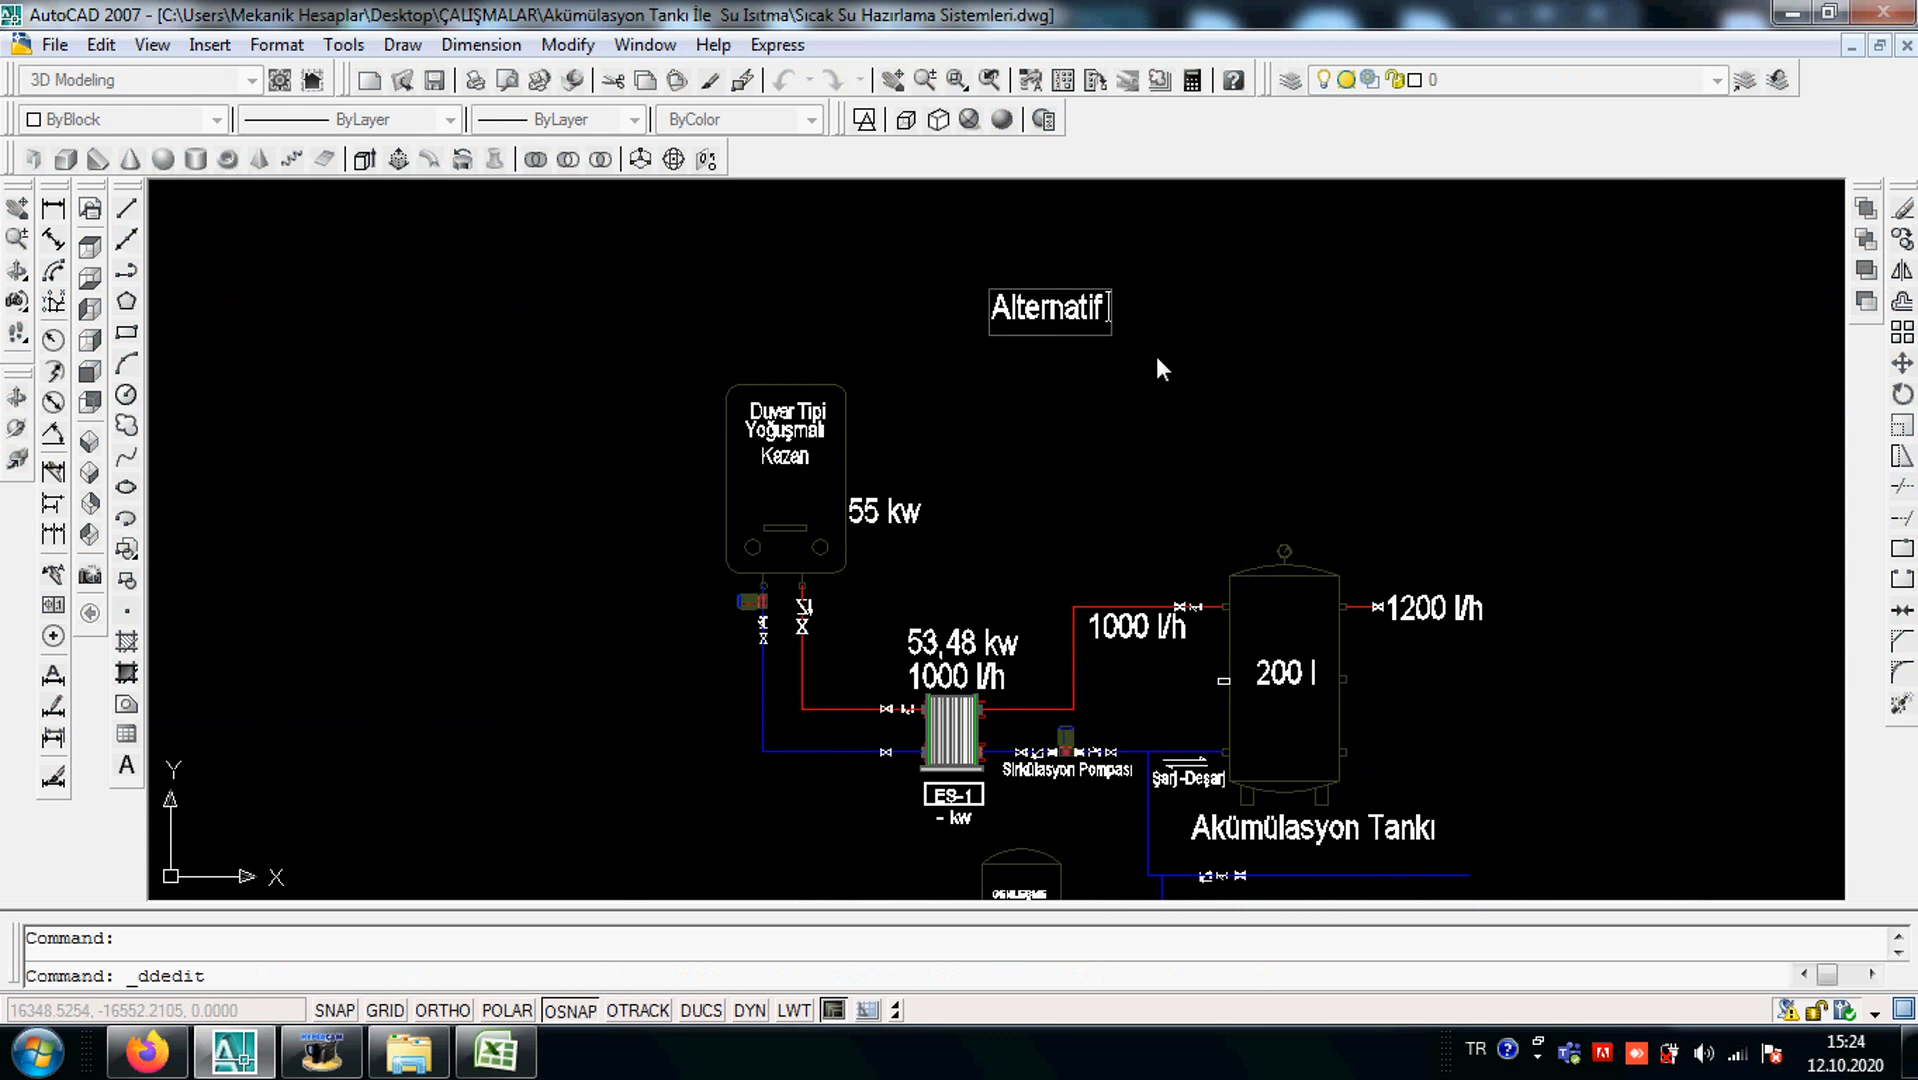 AutoCAD 2007 - [C:\Users\Mekanik Hesaplar\Desktop\ÇALIŞMALAR\Akümülasyon Tankı İle  Su Isıtma\Sıcak Su Hazırlama Sistemleri.dwg]
File Edit View Insert Format Tools Draw Dimension Modify Window Help Express
3D Modeling
0
ByBlock ByLayer ByLayer ByColor
Alternatif
Duvar Tipi
Yoğuşmalı
Kazan
55 kw
1200 l/h
1000 l/h
53,48 kw
1000 l/h
200 l
Sirkülasyon Pompası
Şarj-Deşarj
ES-1
- kw
Akümülasyon Tankı
GENLEŞME
Y
X
A
Command:
Command: _ddedit
16348.5254, -16552.2105, 0.0000
SNAP GRID ORTHO POLAR OSNAP OTRACK DUCS DYN LWT
TR
15:24
12.10.2020